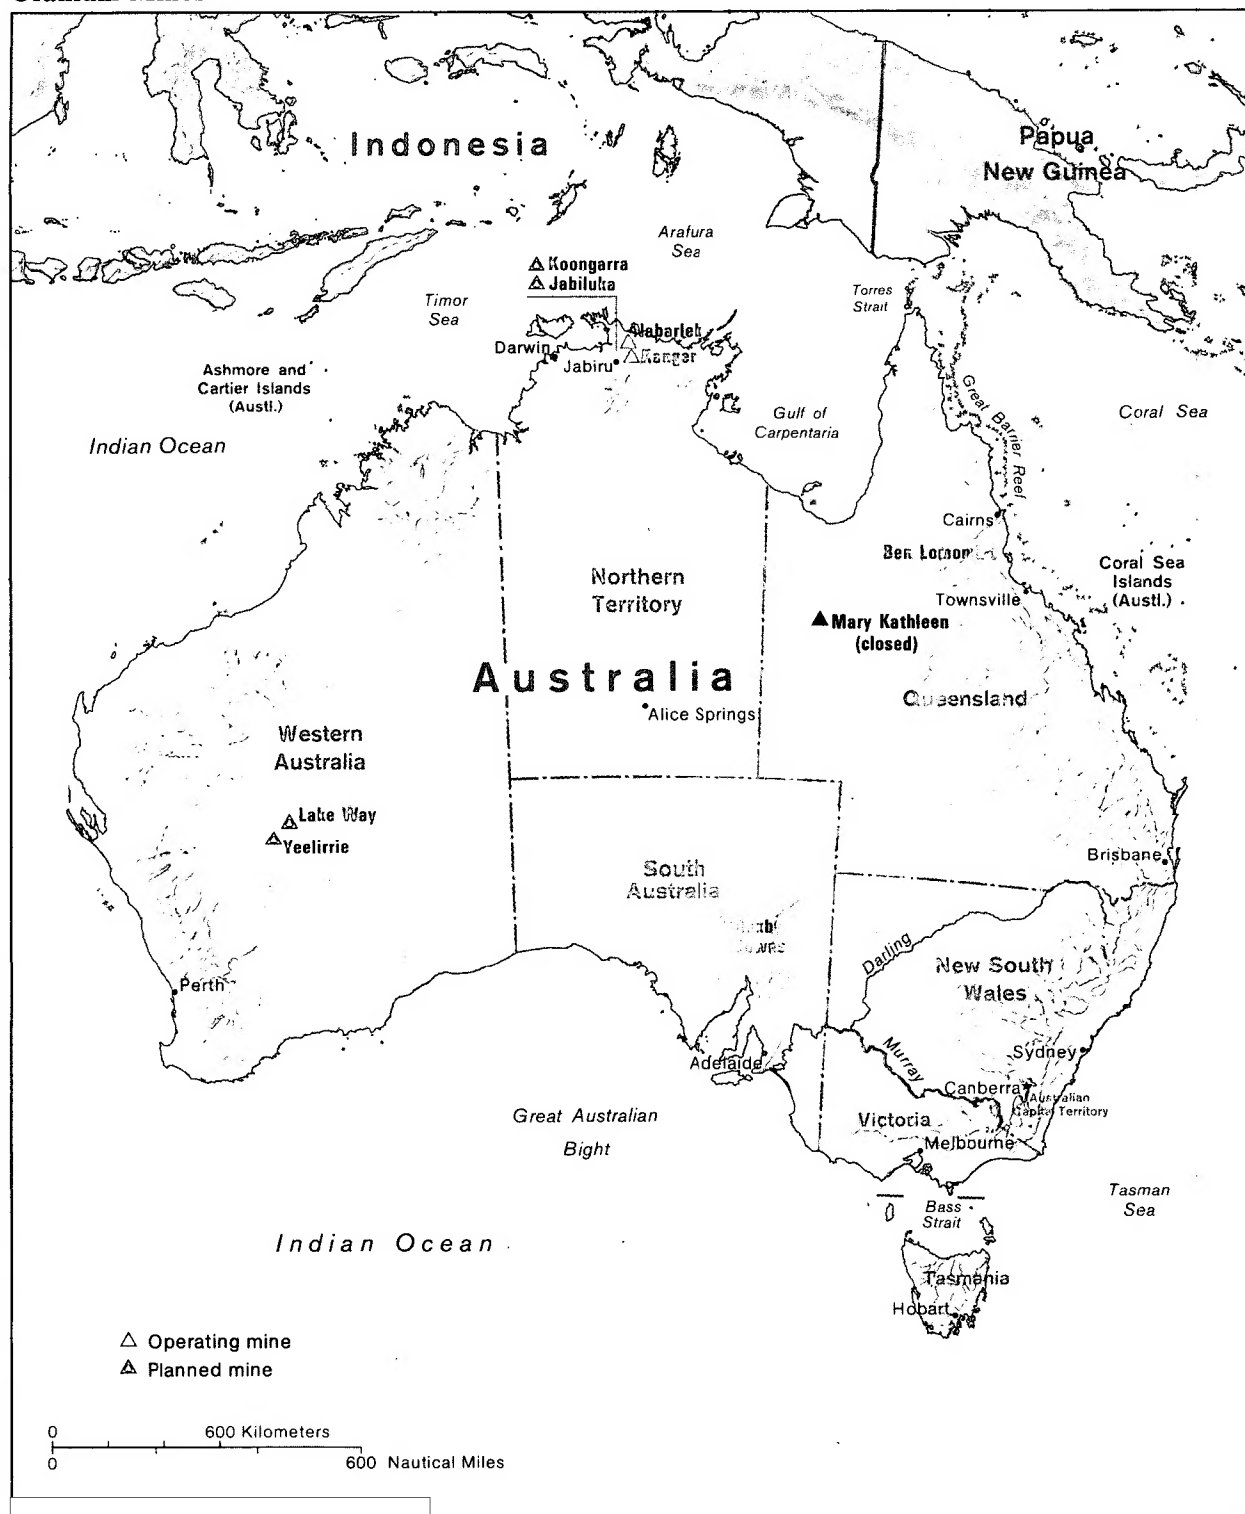 Indonesia
Papua
New Guinea
Arafura
Sea
Koongarra
Jabiluka
Timor
Sea
Torres
Strait
Nabarlek
Darwin
Jabiru
Ranger
Ashmore and
Cartier Islands
(Austl.)
Great Barrier Reef
Gulf of
Carpentaria
Coral Sea
Indian Ocean
Cairns
Ben Lomon
Coral Sea
Islands
(Austl.)
Northern
Territory
Townsville
Mary Kathleen
(closed)
Australia
Queensland
Alice Springs
Western
Australia
Lake Way
Yeelirrie
Brisbane
South
Australia
Darling
New South
Wales
Perth
Murray
Sydney
Adelaide
Canberra
Australian
Capital Territory
Great Australian
Bight
Victoria
Melbourne
Tasman
Sea
Bass
Strait
Indian Ocean
Tasmania
Hobart
Operating mine
Planned mine
0 600 Kilometers
0 600 Nautical Miles